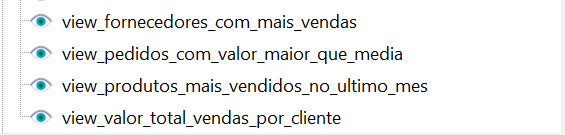 view_fornecedores_com_mais_vendas
view_pedidos_com_valor_maior_que_media
view_produtos_mais_vendidos_no_ultimo_mes
view_valor_total_vendas_por_cliente